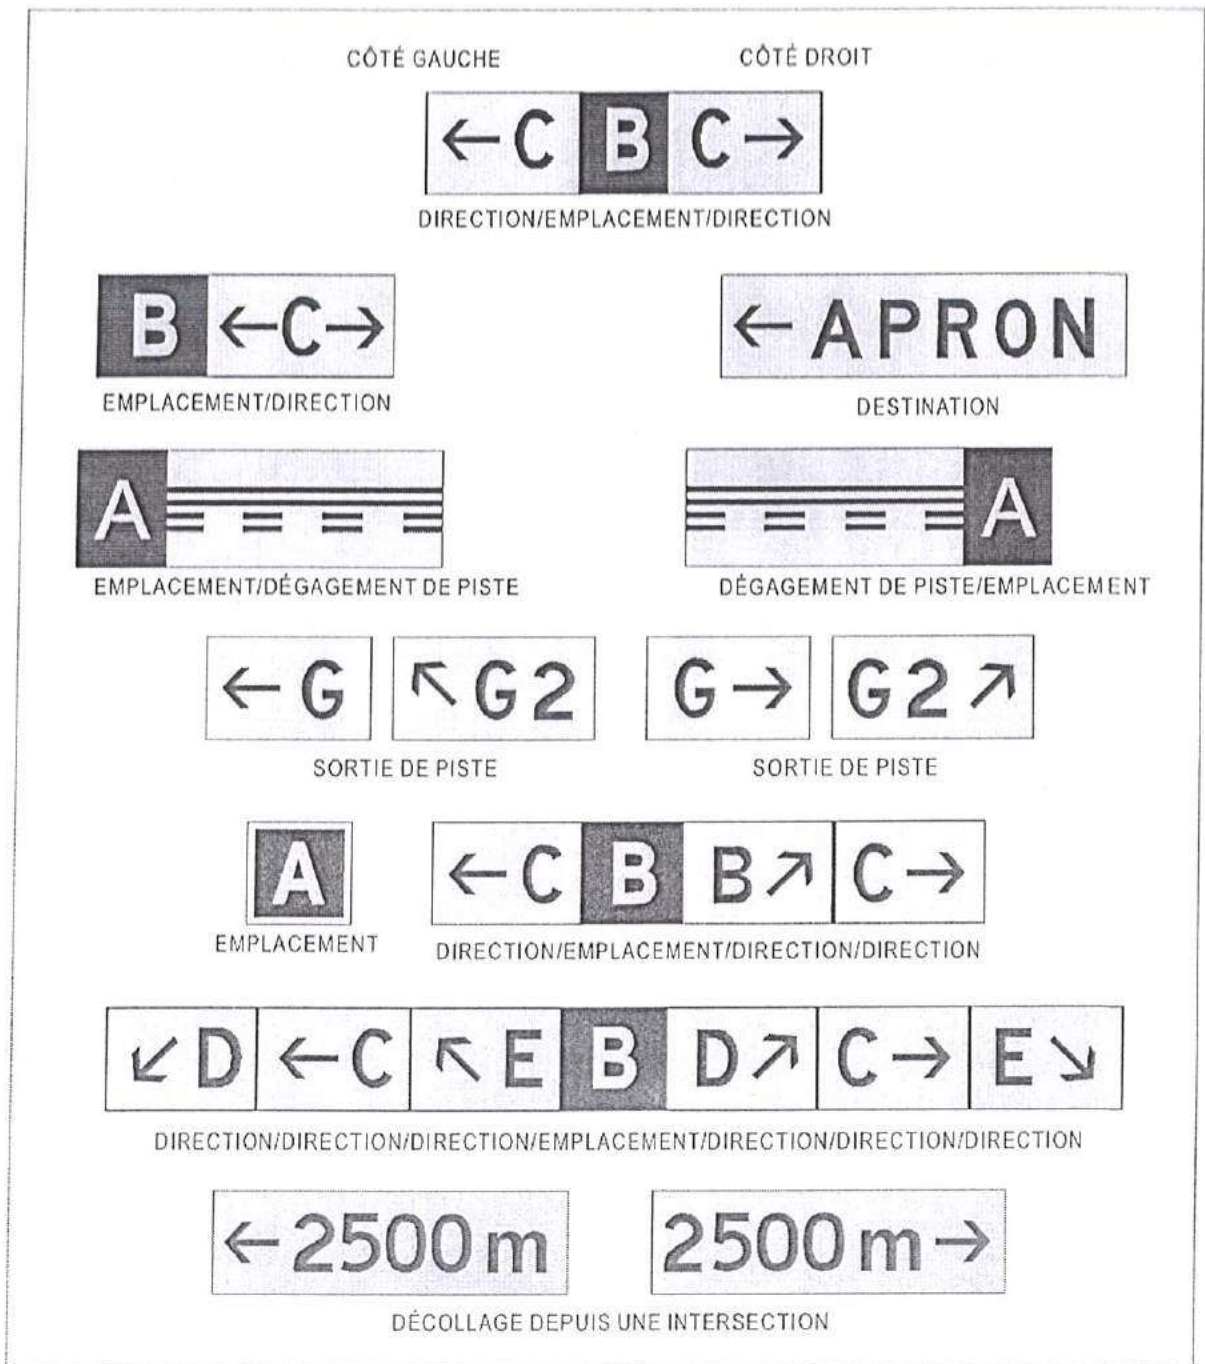 CÔTÉ GAUCHE CÔTÉ DROIT
←C B C→
DIRECTION/EMPLACEMENT/DIRECTION
B ←C→ ←APRON
EMPLACEMENT/DIRECTION DESTINATION
A A
EMPLACEMENT/DÉGAGEMENT DE PISTE DÉGAGEMENT DE PISTE/EMPLACEMENT
←G ↖G2 G→ G2↗
SORTIE DE PISTE SORTIE DE PISTE
A ←C B B↗ C→
EMPLACEMENT DIRECTION/EMPLACEMENT/DIRECTION/DIRECTION
↙D ←C ↖E B D↗ C→ E↘
DIRECTION/DIRECTION/DIRECTION/EMPLACEMENT/DIRECTION/DIRECTION/DIRECTION
←2500 m 2500 m→
DÉCOLLAGE DEPUIS UNE INTERSECTION